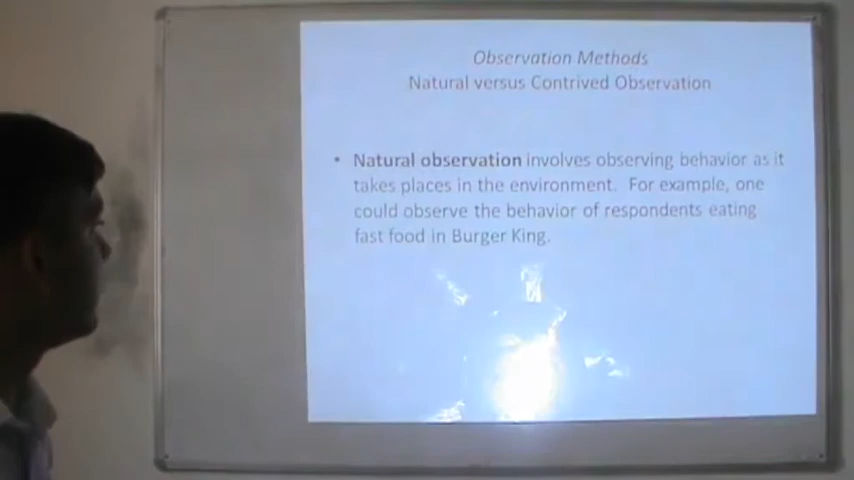 Observation Methods
Natural versus Contrived Observation
• Natural observation involves observing behavior as it
takes places in the environment. For example, one
could observe the behavior of respondents eating
fast food in Burger King.